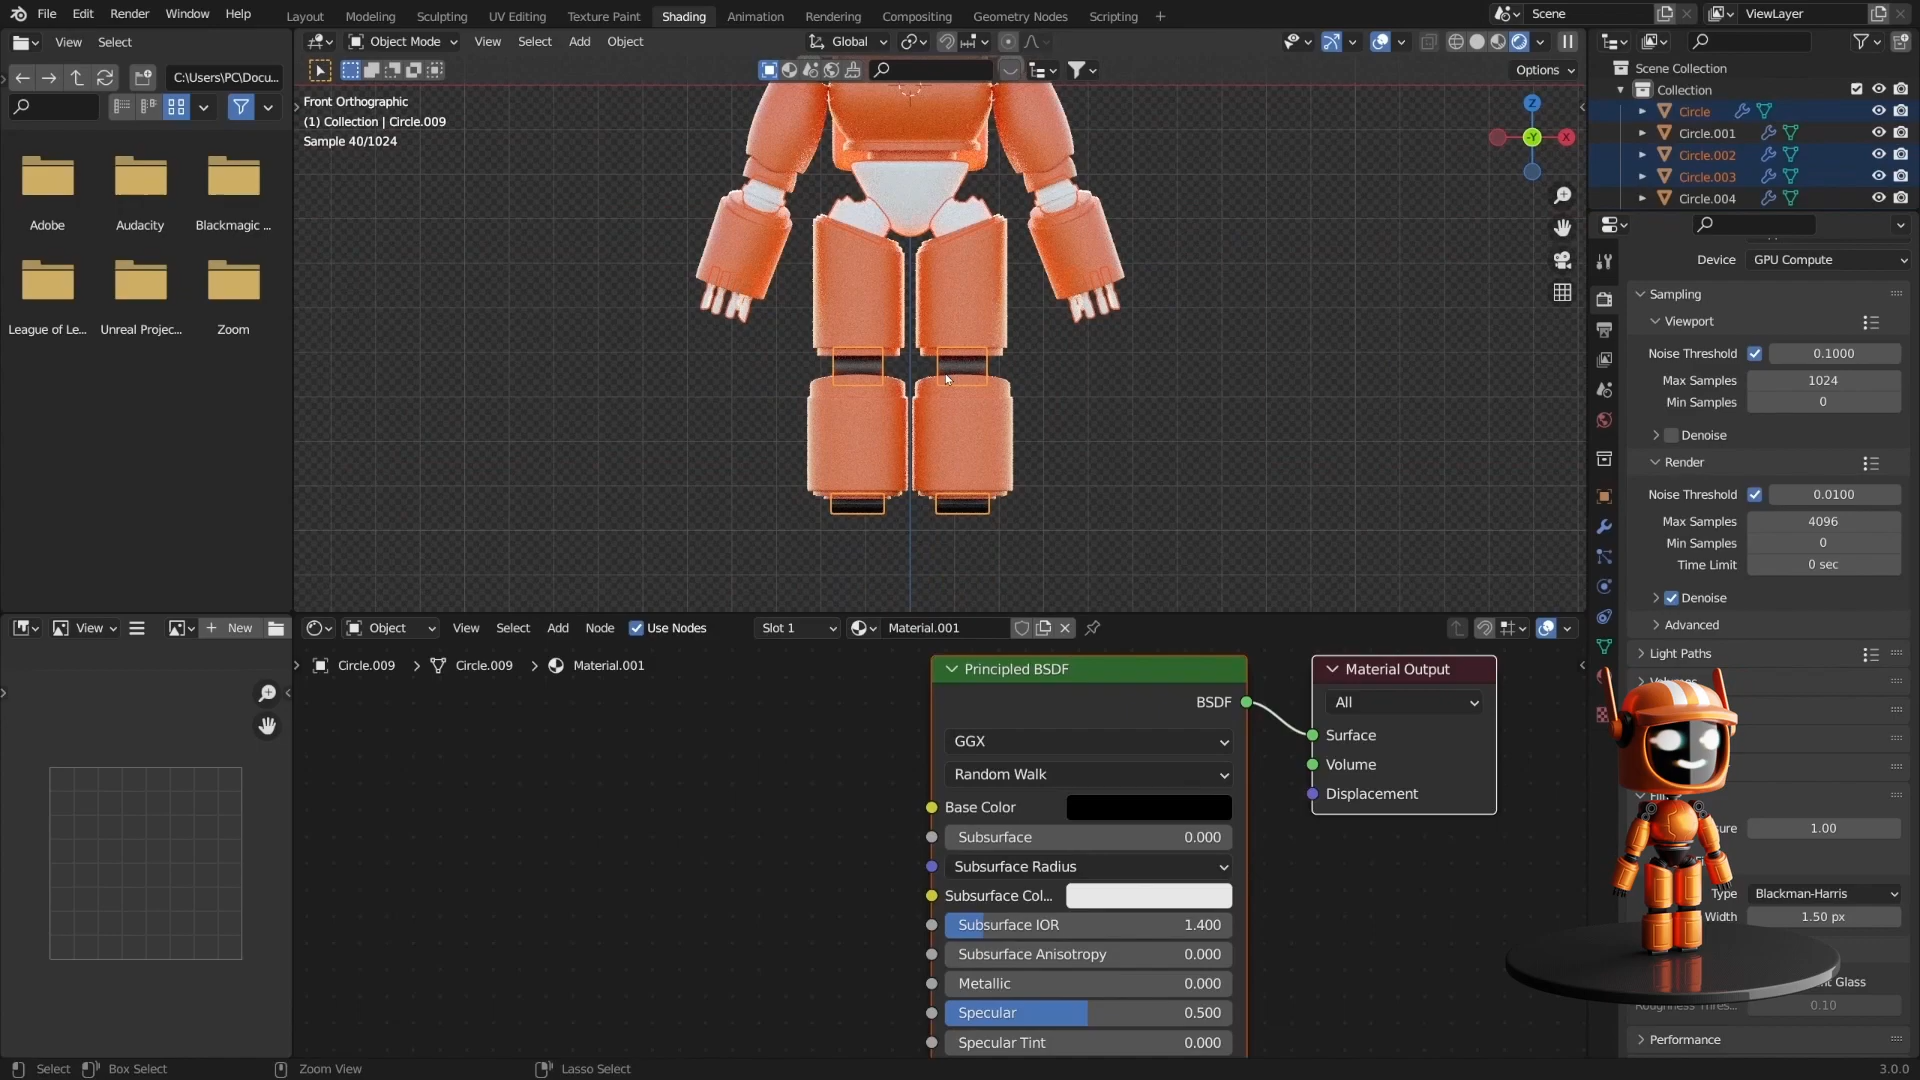 File Edit Render Window Help
Layout Modeling Sculpting UV Editing Texture Paint Shading Animation Rendering Compositing Geometry Nodes Scripting +
Scene
ViewLayer
View Select
Object Mode View Select Add Object
Global
C:\Users\PC\Docu...
Options
Adobe
Audacity
Blackmagic ...
League of Le...
Unreal Projec...
Zoom
Front Orthographic
(1) Collection | Circle.009
Sample 40/1024
Z
-Y
X
Scene Collection
Collection
Circle
Circle.001
Circle.002
Circle.003
Circle.004
Device GPU Compute
Sampling
Viewport
Noise Threshold 0.1000
Max Samples 1024
Min Samples 0
Denoise
Render
Noise Threshold 0.0100
Max Samples 4096
Min Samples 0
Time Limit 0 sec
Denoise
Advanced
Light Paths
1.00
Type Blackman-Harris
Width 1.50 px
Glass
Roughness Thres... 0.10
Performance
View
New
Object View Select Add Node Use Nodes
Slot 1
Material.001
Circle.009 > Circle.009 > Material.001
Principled BSDF
BSDF
GGX
Random Walk
Base Color
Subsurface 0.000
Subsurface Radius
Subsurface Col...
Subsurface IOR 1.400
Subsurface Anisotropy 0.000
Metallic 0.000
Specular 0.500
Specular Tint 0.000
Material Output
All
Surface
Volume
Displacement
Select Box Select Zoom View Lasso Select
3.0.0